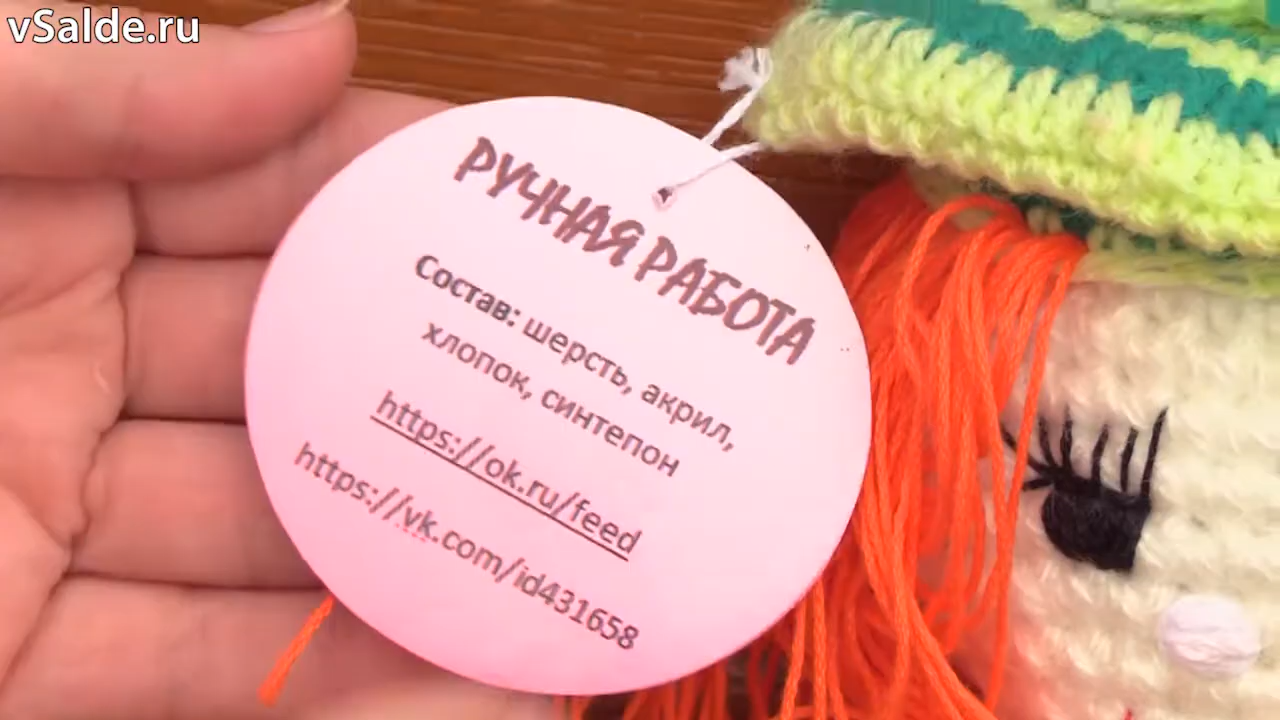 vSalde.ru
РУЧНАЯ РАБОТА
Состав: шерсть, акрил,
хлопок, синтепон
https://ok.ru/feed
https://vk.com/id431658